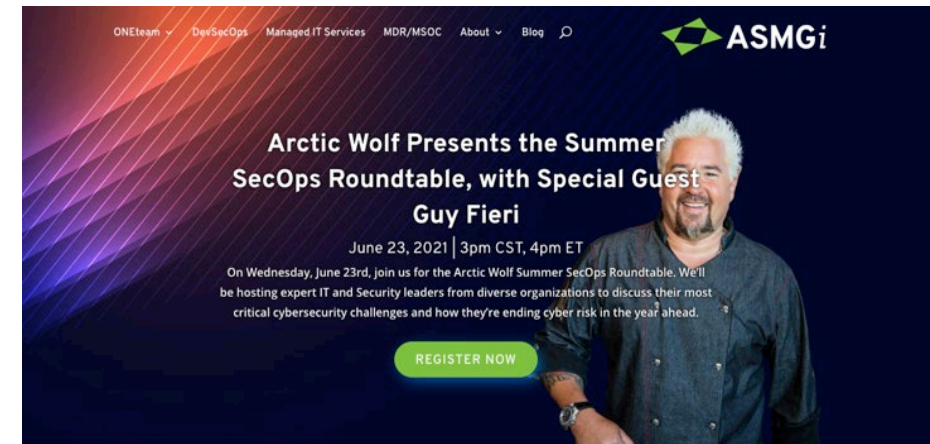 ONEteam DevSecOps Managed IT Services MDR/MSOC About Blog
ASMGi
Arctic Wolf Presents the Summer
SecOps Roundtable, with Special Guest
Guy Fieri
June 23, 2021 | 3pm CST, 4pm ET
On Wednesday, June 23rd, join us for the Arctic Wolf Summer SecOps Roundtable. We'll
be hosting expert IT and Security leaders from diverse organizations to discuss their most
critical cybersecurity challenges and how they're ending cyber risk in the year ahead.
REGISTER NOW